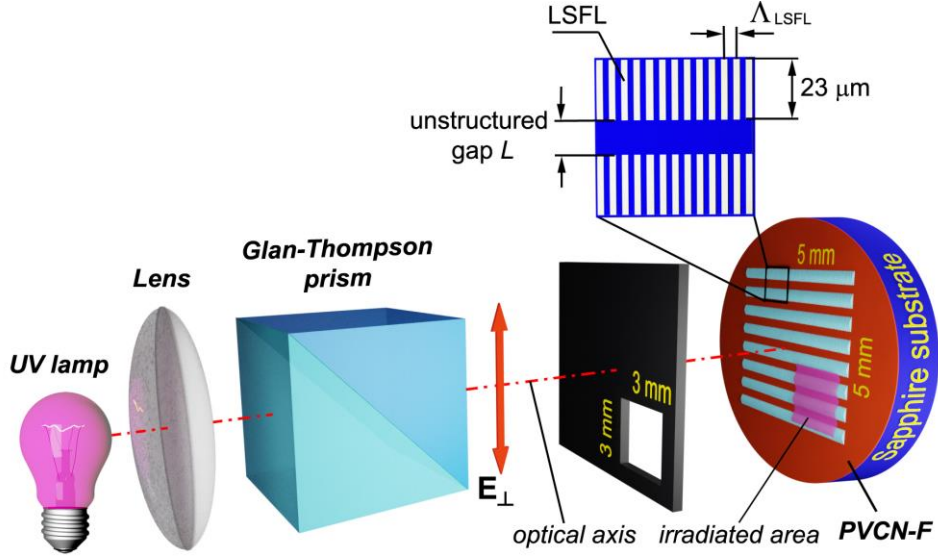 LSFL
Λ LSFL
23 μm
unstructured
gap L
Glan-Thompson
prism
Lens
UV lamp
E⊥
3 mm
3 mm
5 mm
5 mm
Sapphire substrate
optical axis
irradiated area
PVCN-F